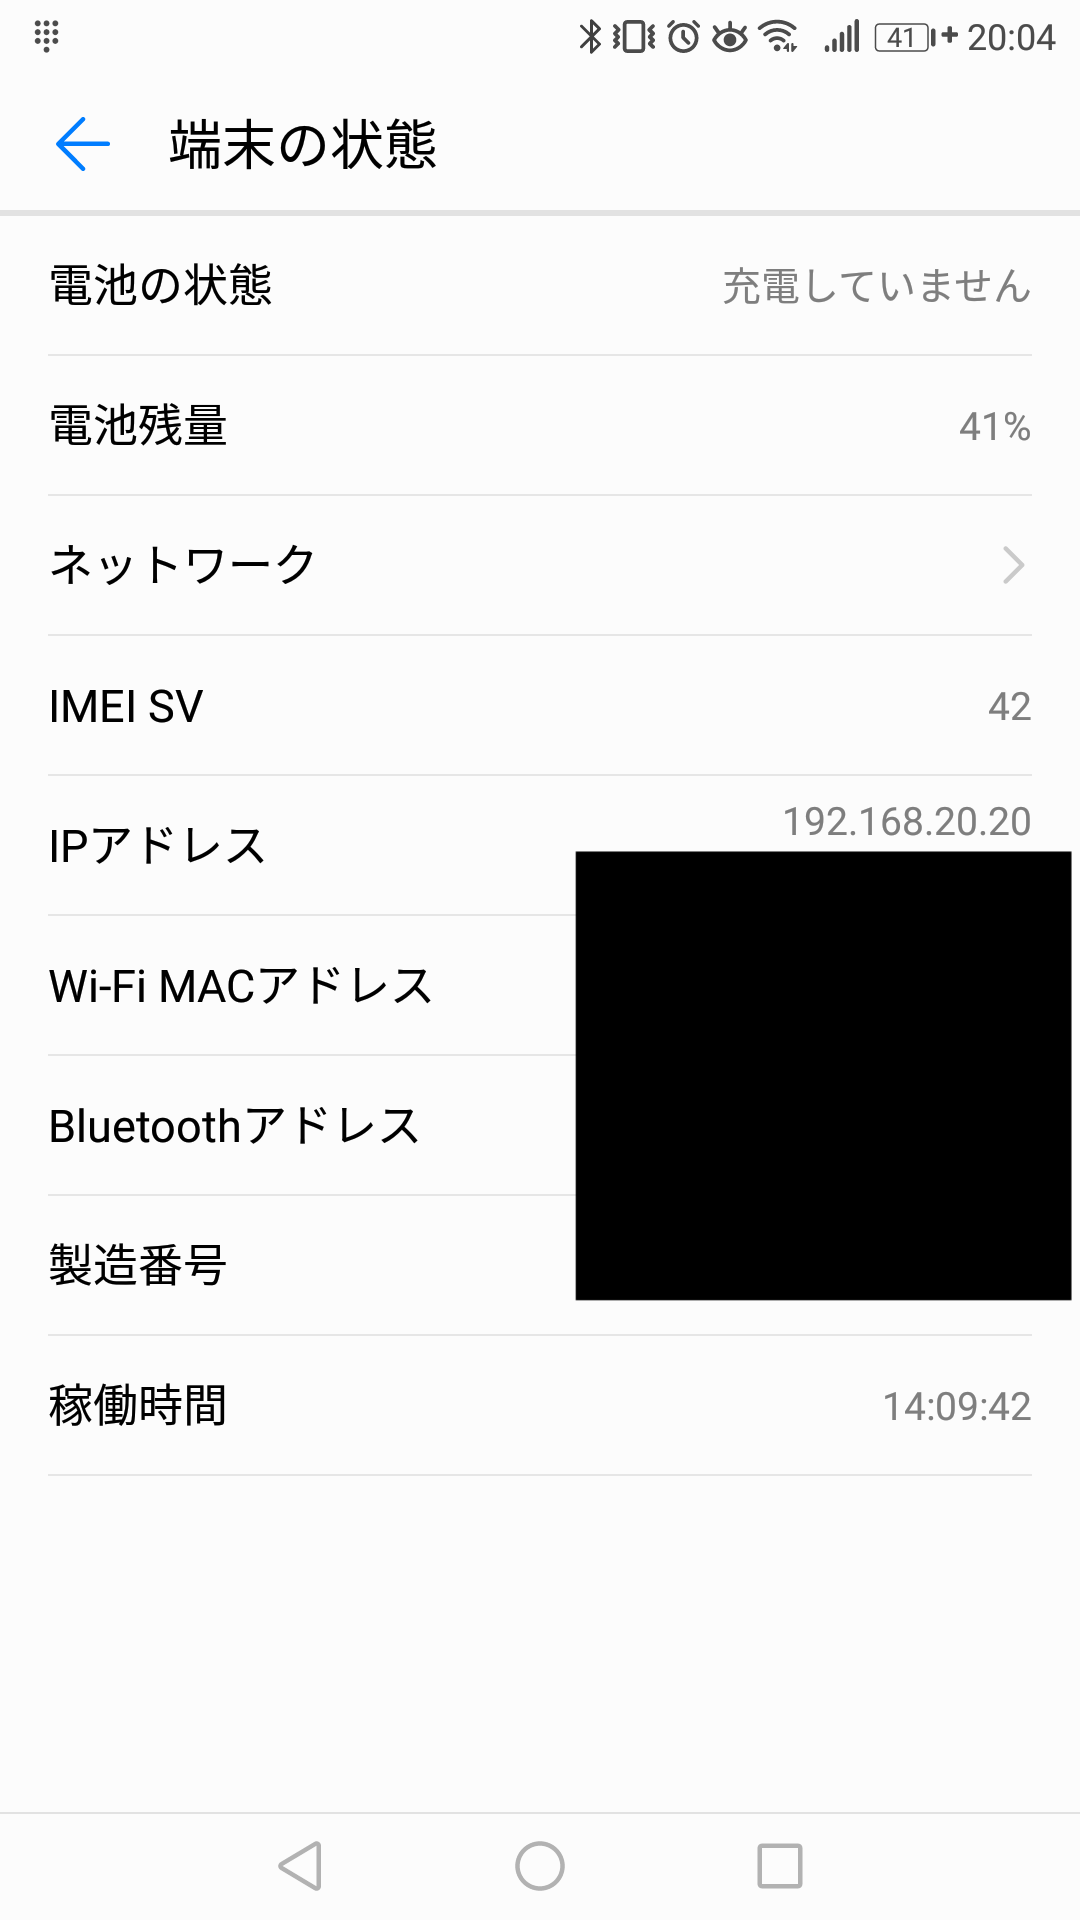 41 20:04
端末の状態
電池の状態 充電していません
電池残量 41%
ネットワーク
IMEI SV 42
IPアドレス 192.168.20.20
Wi-Fi MACアドレス
Bluetoothアドレス
製造番号
稼働時間 14:09:42